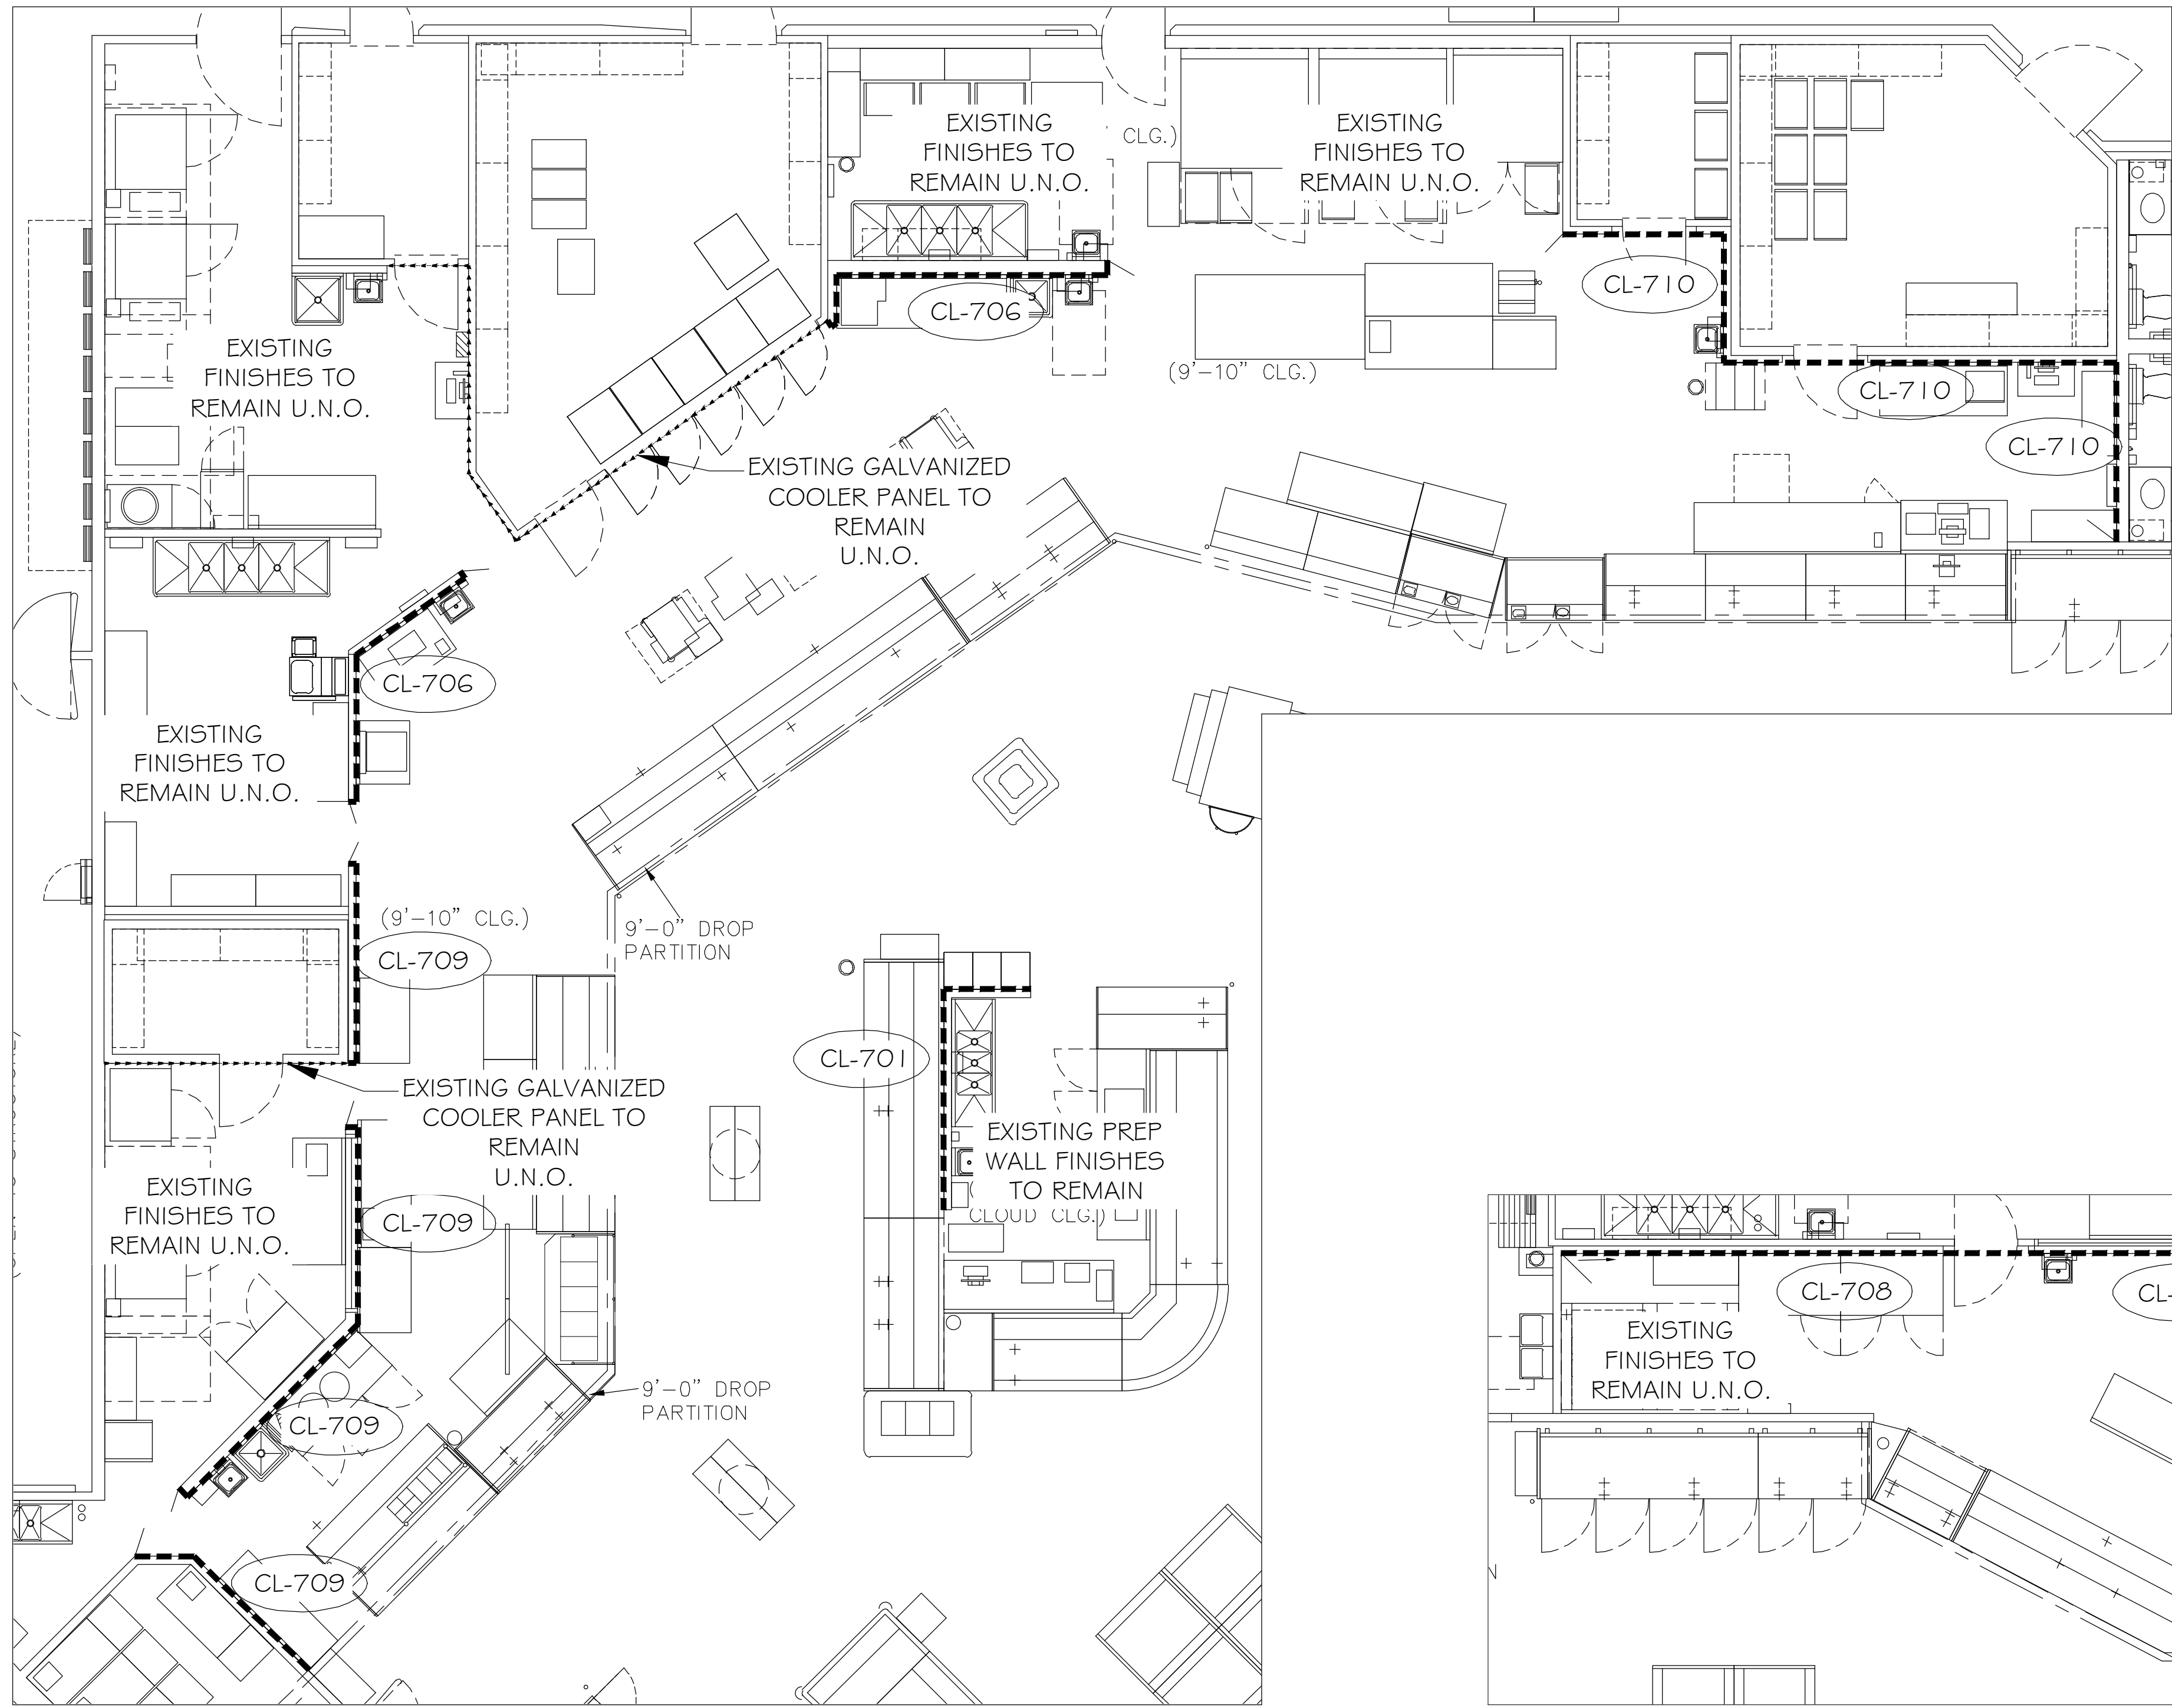 EXISTING
FINISHES TO
REMAIN U.N.O.
CLG.)
EXISTING
FINISHES TO
REMAIN U.N.O.
CL-710
CL-706
EXISTING
FINISHES TO
REMAIN U.N.O.
(9'-10" CLG.)
CL-710
CL-710
EXISTING GALVANIZED
COOLER PANEL TO
REMAIN
U.N.O.
CL-706
EXISTING
FINISHES TO
REMAIN U.N.O.
(9'-10" CLG.)
9'-0" DROP
PARTITION
CL-709
CL-701
EXISTING GALVANIZED
COOLER PANEL TO
REMAIN
U.N.O.
EXISTING PREP
WALL FINISHES
TO REMAIN
CLOUD CLG.)
EXISTING
FINISHES TO
REMAIN U.N.O.
CL-709
CL-708
CL-
EXISTING
FINISHES TO
REMAIN U.N.O.
9'-0" DROP
PARTITION
CL-709
CL-709